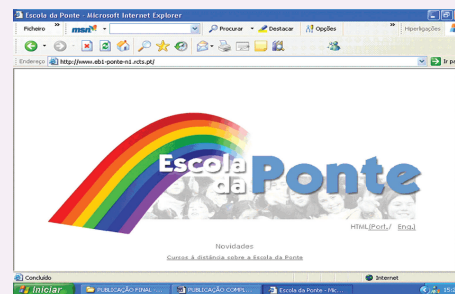 Escola da Ponte - Microsoft Internet Explorer
Ficheiro » msn Procurar Destacar Opções » Hiperligações
Endereço http://www.eb1-ponte-n1.rcts.pt/ Ir pa
Escola da Ponte
HTML(Port./ Eng.)
Novidades
Cursos à distância sobre a Escola da Ponte
Concluído Internet
Iniciar PUBLICAÇÃO FINAL ... PUBLICAÇÃO COMPL... Escola da Ponte - Mic...